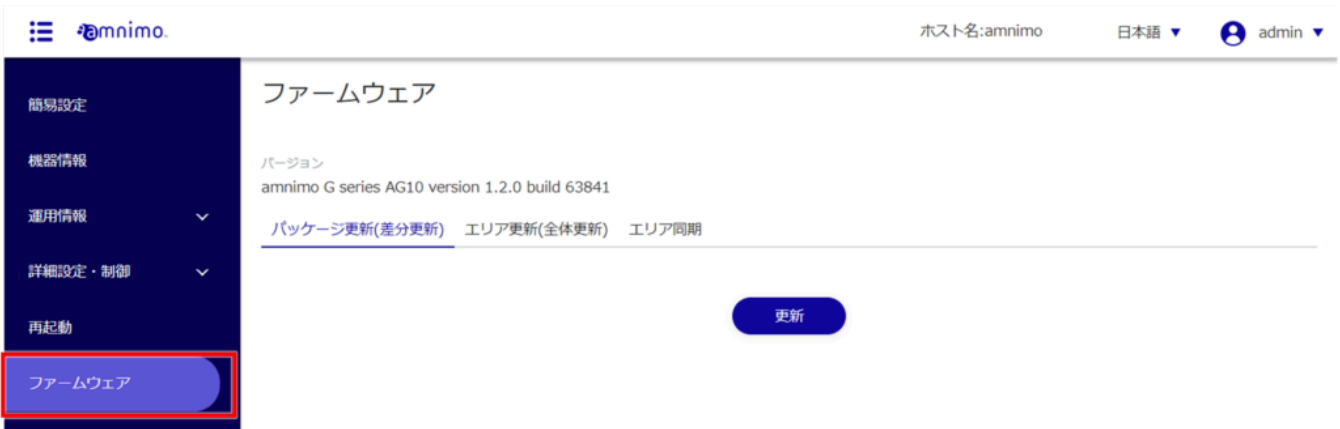 amnimo
ホスト名:amnimo
日本語 ▼
admin ▼
簡易設定
機器情報
運用情報
詳細設定・制御
再起動
ファームウェア
ファームウェア
バージョン
amnimo G series AG10 version 1.2.0 build 63841
パッケージ更新(差分更新) エリア更新(全体更新) エリア同期
更新